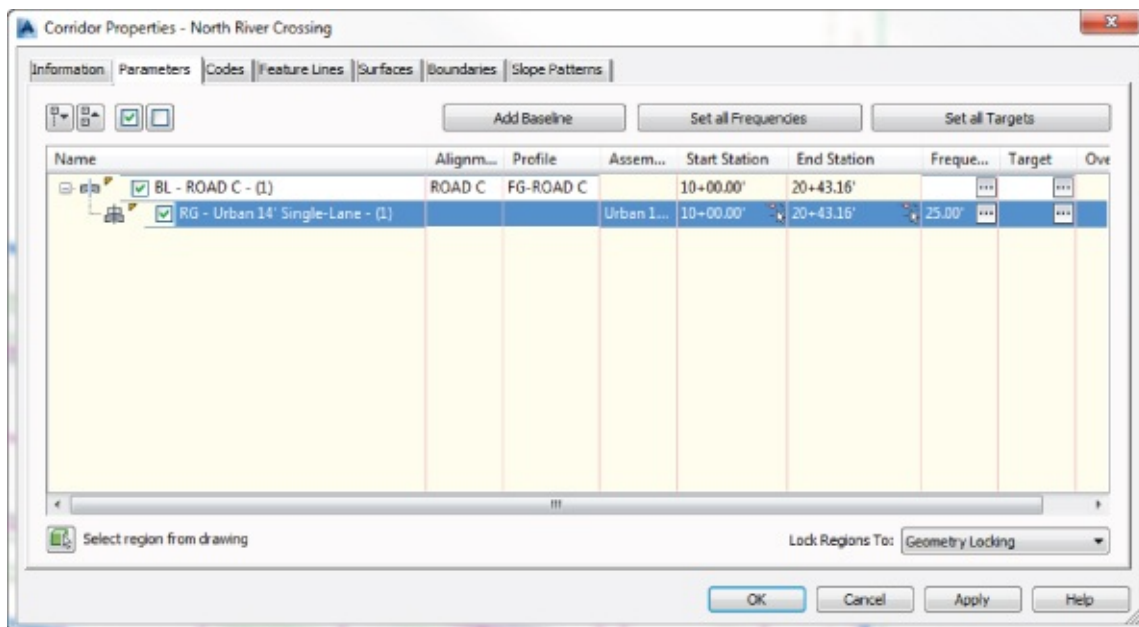 Corridor Properties - North River Crossing
Information Parameters Codes Feature Lines Surfaces Boundaries Slope Patterns
Add Baseline Set all Frequencies Set all Targets
Name Alignm... Profile Assem... Start Station End Station Freque... Target Ove
BL - ROAD C - (1) ROAD C FG-ROAD C 10+00.00' 20+43.16'
RG - Urban 14' Single-Lane - (1) Urban 1... 10+00.00' 20+43.16' 25.00'
Select region from drawing Lock Regions To: Geometry Locking
OK Cancel Apply Help